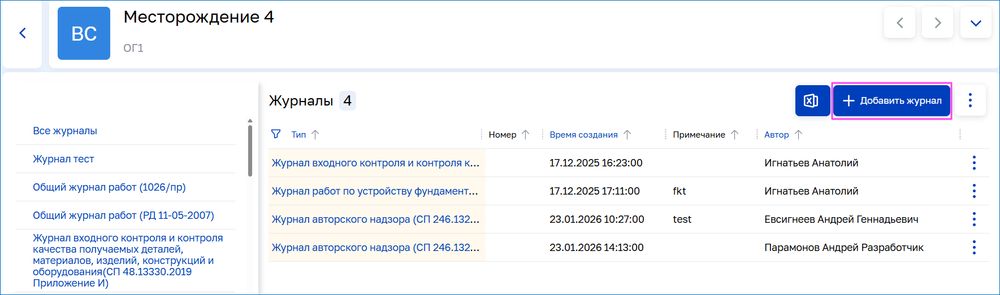 ВС
Месторождение 4
ОГ1
Все журналы
Журнал тест
Общий журнал работ (1026/пр)
Общий журнал работ (РД 11-05-2007)
Журнал входного контроля и контроля
качества получаемых деталей,
материалов, изделий, конструкций и
оборудования(СП 48.13330.2019
Приложение И)
Журналы 4
Добавить журнал
Тип Номер Время создания Примечание Автор
Журнал входного контроля и контроля к... 17.12.2025 16:23:00 Игнатьев Анатолий
Журнал работ по устройству фундамент... 17.12.2025 17:11:00 fkt Игнатьев Анатолий
Журнал авторского надзора (СП 246.132... 23.01.2026 10:27:00 test Евсигнеев Андрей Геннадьевич
Журнал авторского надзора (СП 246.132... 23.01.2026 14:13:00 Парамонов Андрей Разработчик